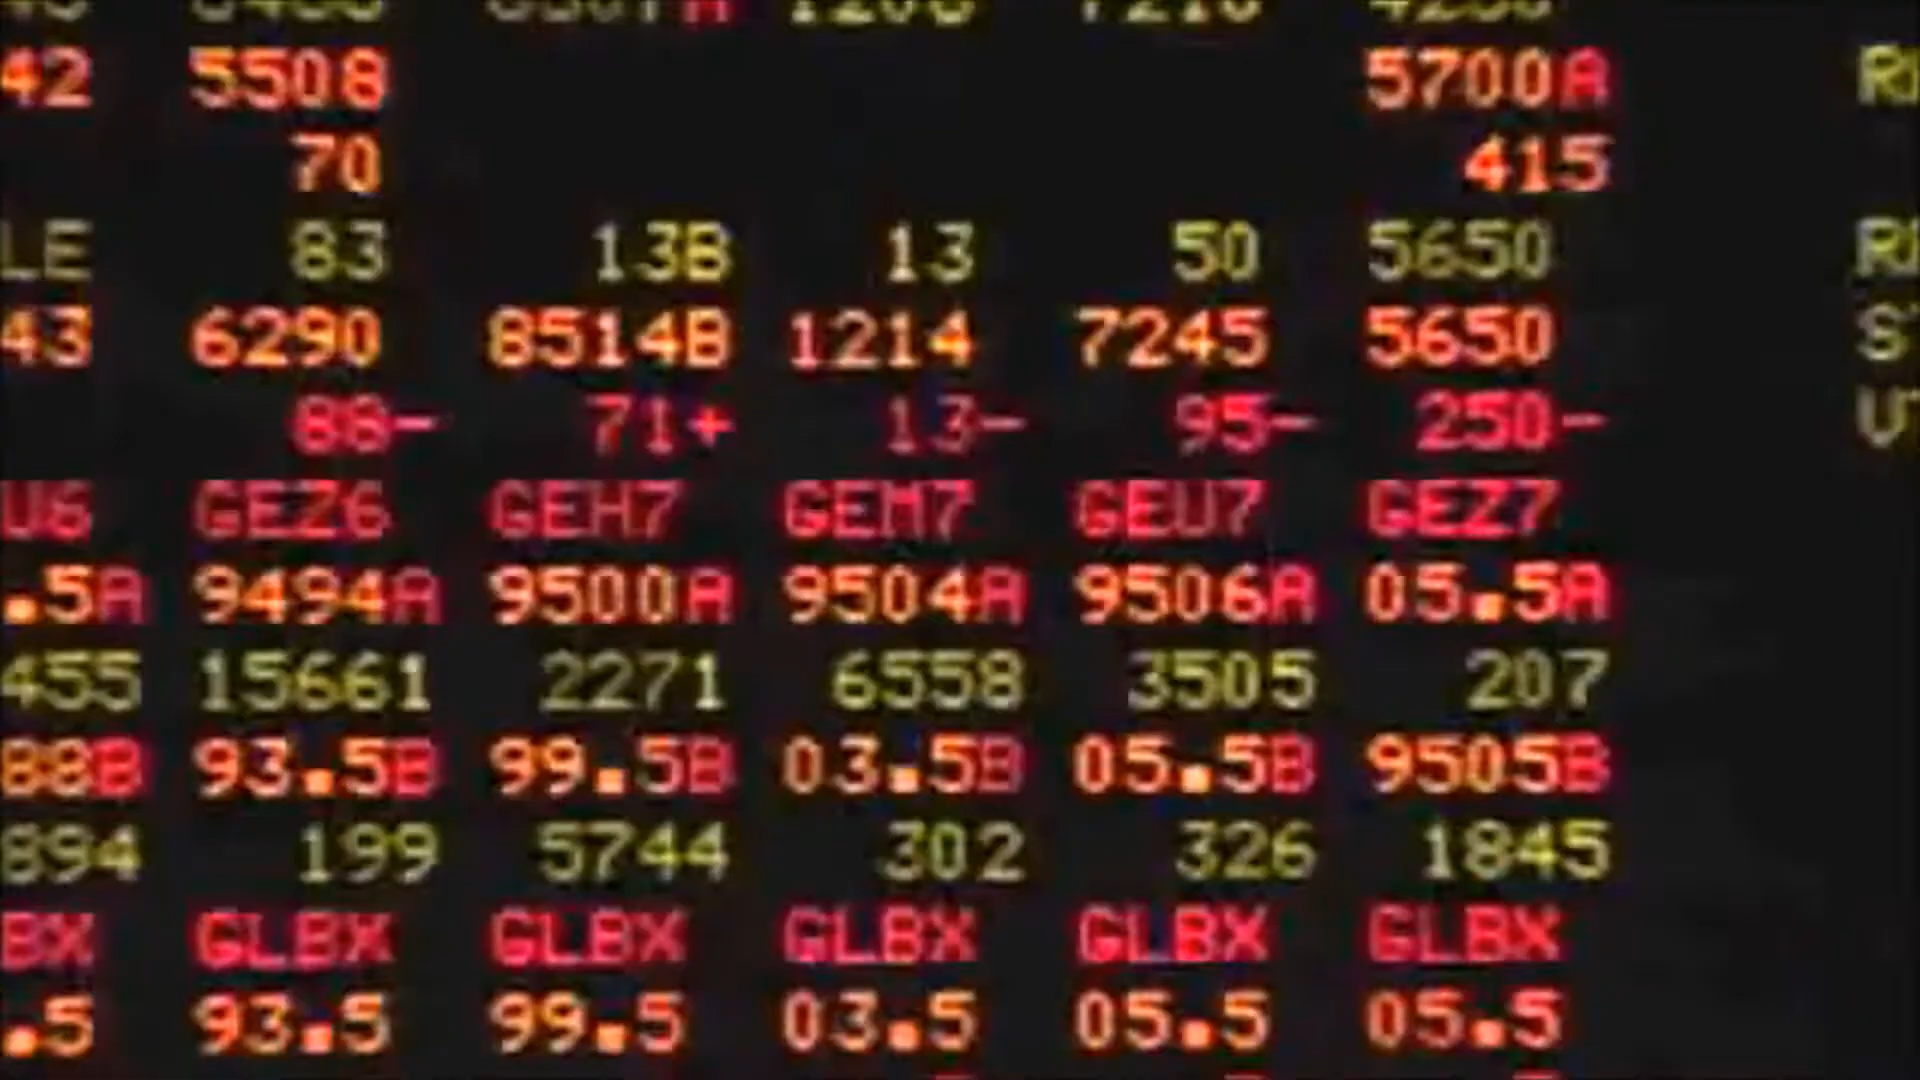 42 5508 5700A
70 415
LE 83 13B 13 50 5650
43 6290 8514B 1214 7245 5650
88- 71+ 13- 95- 250-
U6 GEZ6 GEH7 GEM7 GEU7 GEZ7
.5A 9494A 9500A 9504A 9506A 05.5A
455 15661 2271 6558 3505 207
88B 93.5B 99.5B 03.5B 05.5B 9505B
894 199 5744 302 326 1845
BX GLBX GLBX GLBX GLBX GLBX
.5 93.5 99.5 03.5 05.5 05.5